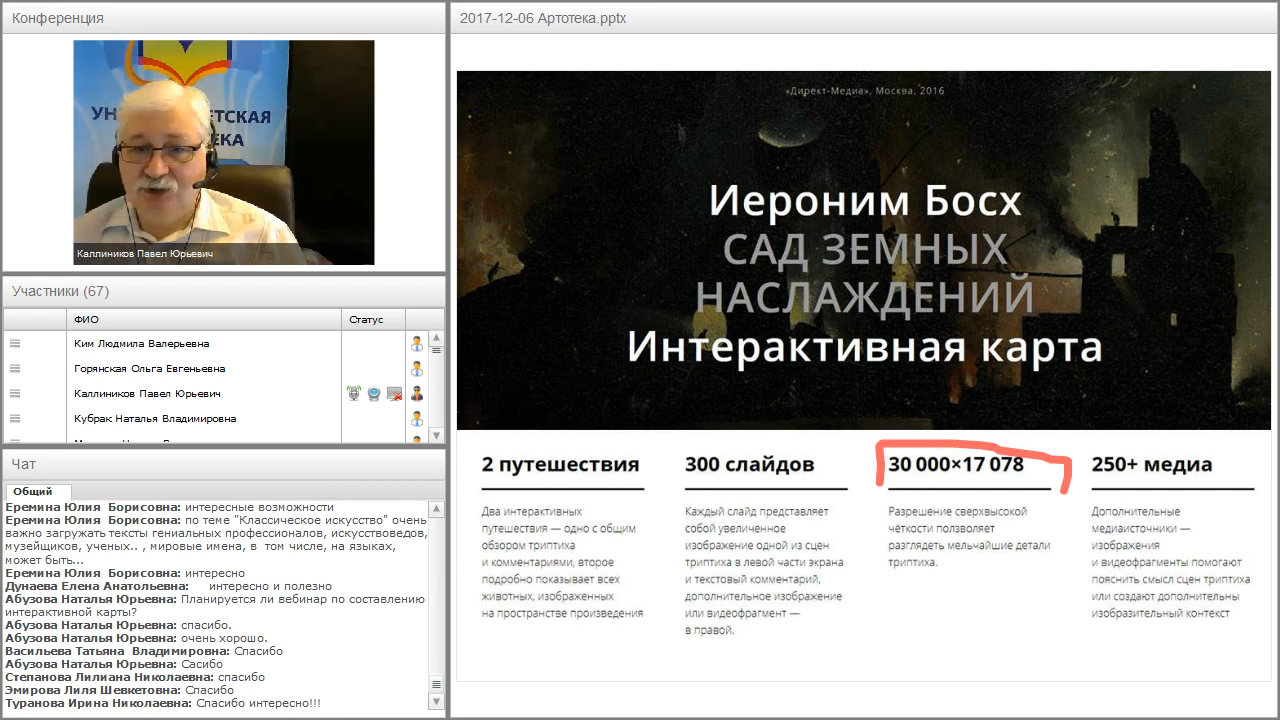 Конференция
УН ЕТСКАЯ
ЕКА
Каллиников Павел Юрьевич
Участники (67)
ФИО Статус
Ким Людмила Валерьевна
Горянская Ольга Евгеньевна
Каллиников Павел Юрьевич
Кубрак Наталья Владимировна
Чат
Общий
Еремина Юлия Борисовна: интересные возможности
Еремина Юлия Борисовна: по теме "Классическое искусство" очень
важно загружать тексты гениальных профессионалов, искусствоведов,
музейщиков, ученых.. , мировые имена, в том числе, на языках,
может быть...
Еремина Юлия Борисовна: интересно
Дунаева Елена Анатольевна: интересно и полезно
Абузова Наталья Юрьевна: Планируется ли вебинар по составлению
интерактивной карты?
Абузова Наталья Юрьевна: спасибо.
Абузова Наталья Юрьевна: очень хорошо.
Васильева Татьяна Владимировна: Спасибо
Абузова Наталья Юрьевна: Сасибо
Степанова Лилиана Николаевна: спасибо
Эмирова Лиля Шевкетовна: Спасибо
Туранова Ирина Николаевна: Спасибо интересно!!!
2017-12-06 Артотека.pptx
«Директ-Медиа», Москва, 2016
Иероним Босх
САД ЗЕМНЫХ
НАСЛАЖДЕНИЙ
Интерактивная карта
2 путешествия
Два интерактивных
путешествия — одно с общим
обзором триптиха
и комментариями, второе
подробно показывает всех
животных, изображенных
на пространстве произведения
300 слайдов
Каждый слайд представляет
собой увеличенное
изображение одной из сцен
триптиха в левой части экрана
и текстовый комментарий,
дополнительное изображение
или видеофрагмент —
в правой.
30 000×17 078
Разрешение сверхвысокой
чёткости ползволяет
разглядеть мельчайшие детали
триптиха.
250+ медиа
Дополнительные
медиаисточники —
изображения
и видеофрагменты помогают
пояснить смысл сцен триптиха
или создают дополнительны
изобразительный контекст